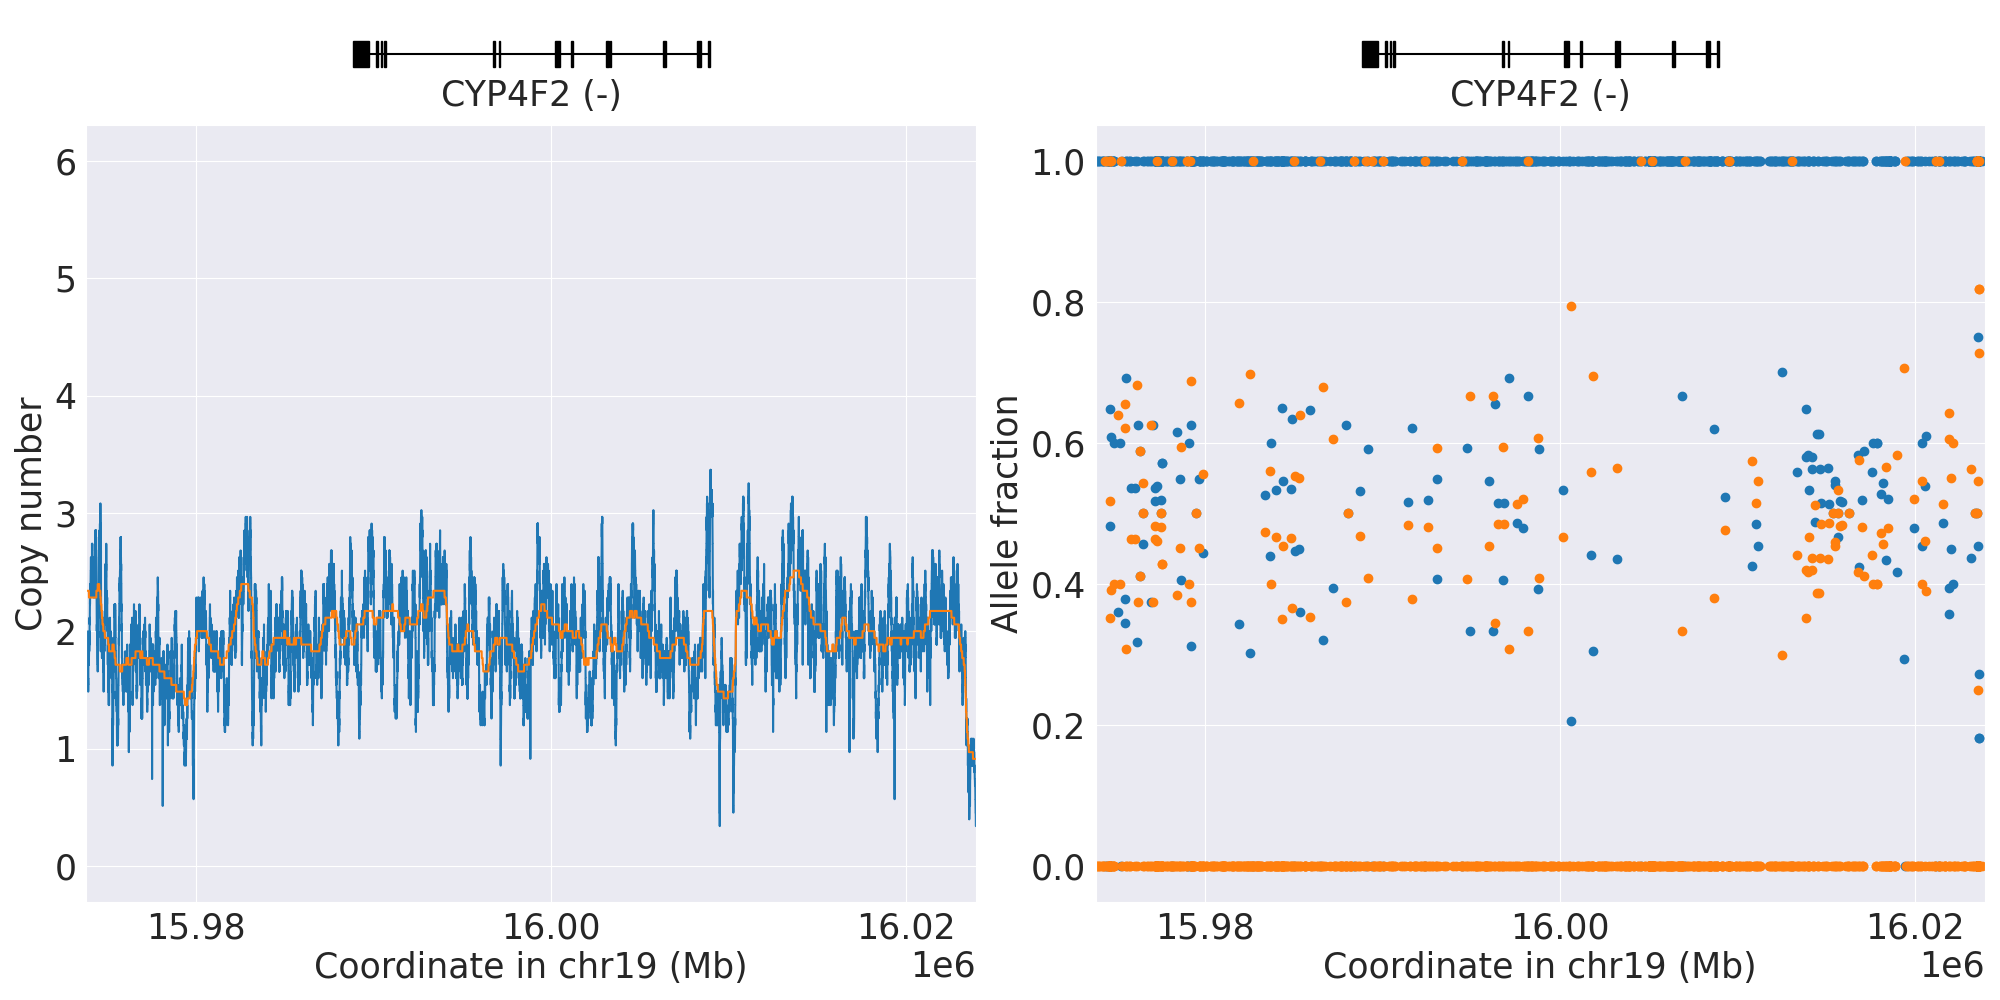 CYP4F2 (-)
6
5
4
3
2
1
0
Copy number
15.98
16.00
16.02
Coordinate in chr19 (Mb)
1e6
CYP4F2 (-)
1.0
0.8
0.6
0.4
0.2
0.0
Allele fraction
15.98
16.00
16.02
Coordinate in chr19 (Mb)
1e6